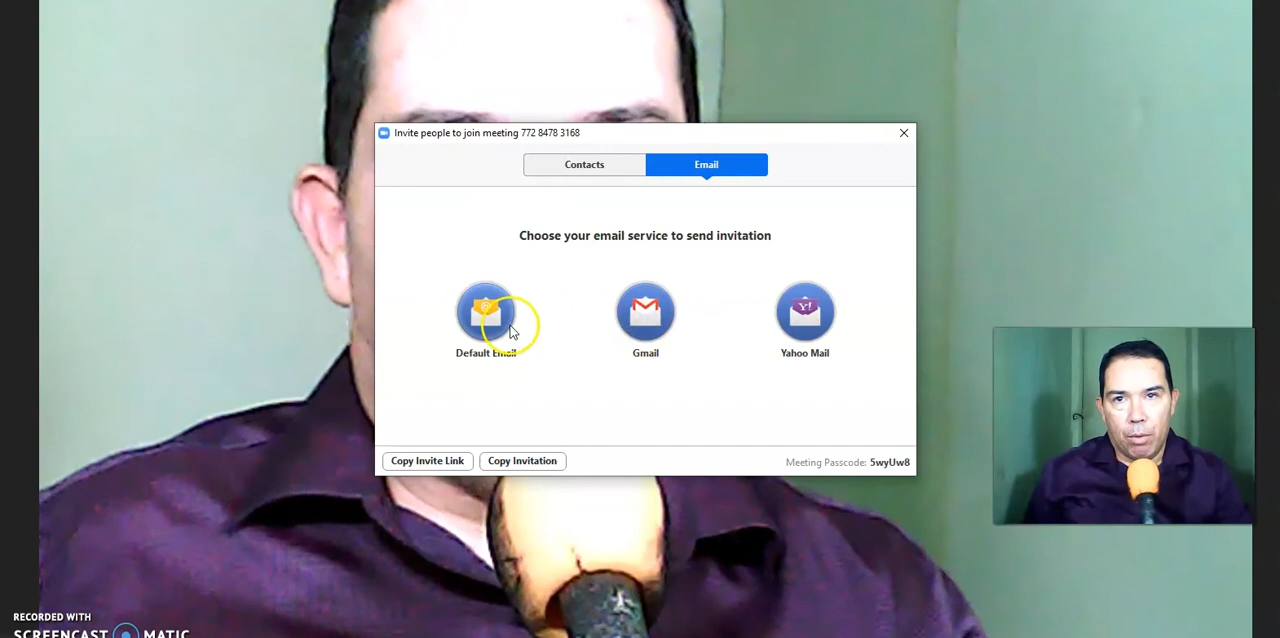 Invite people to join meeting 772 8478 3168
Contacts
Email
Choose your email service to send invitation
Default Email
Gmail
Yahoo Mail
Copy Invite Link
Copy Invitation
Meeting Passcode: 5wyUw8
RECORDED WITH
SCREENCAST MATIC